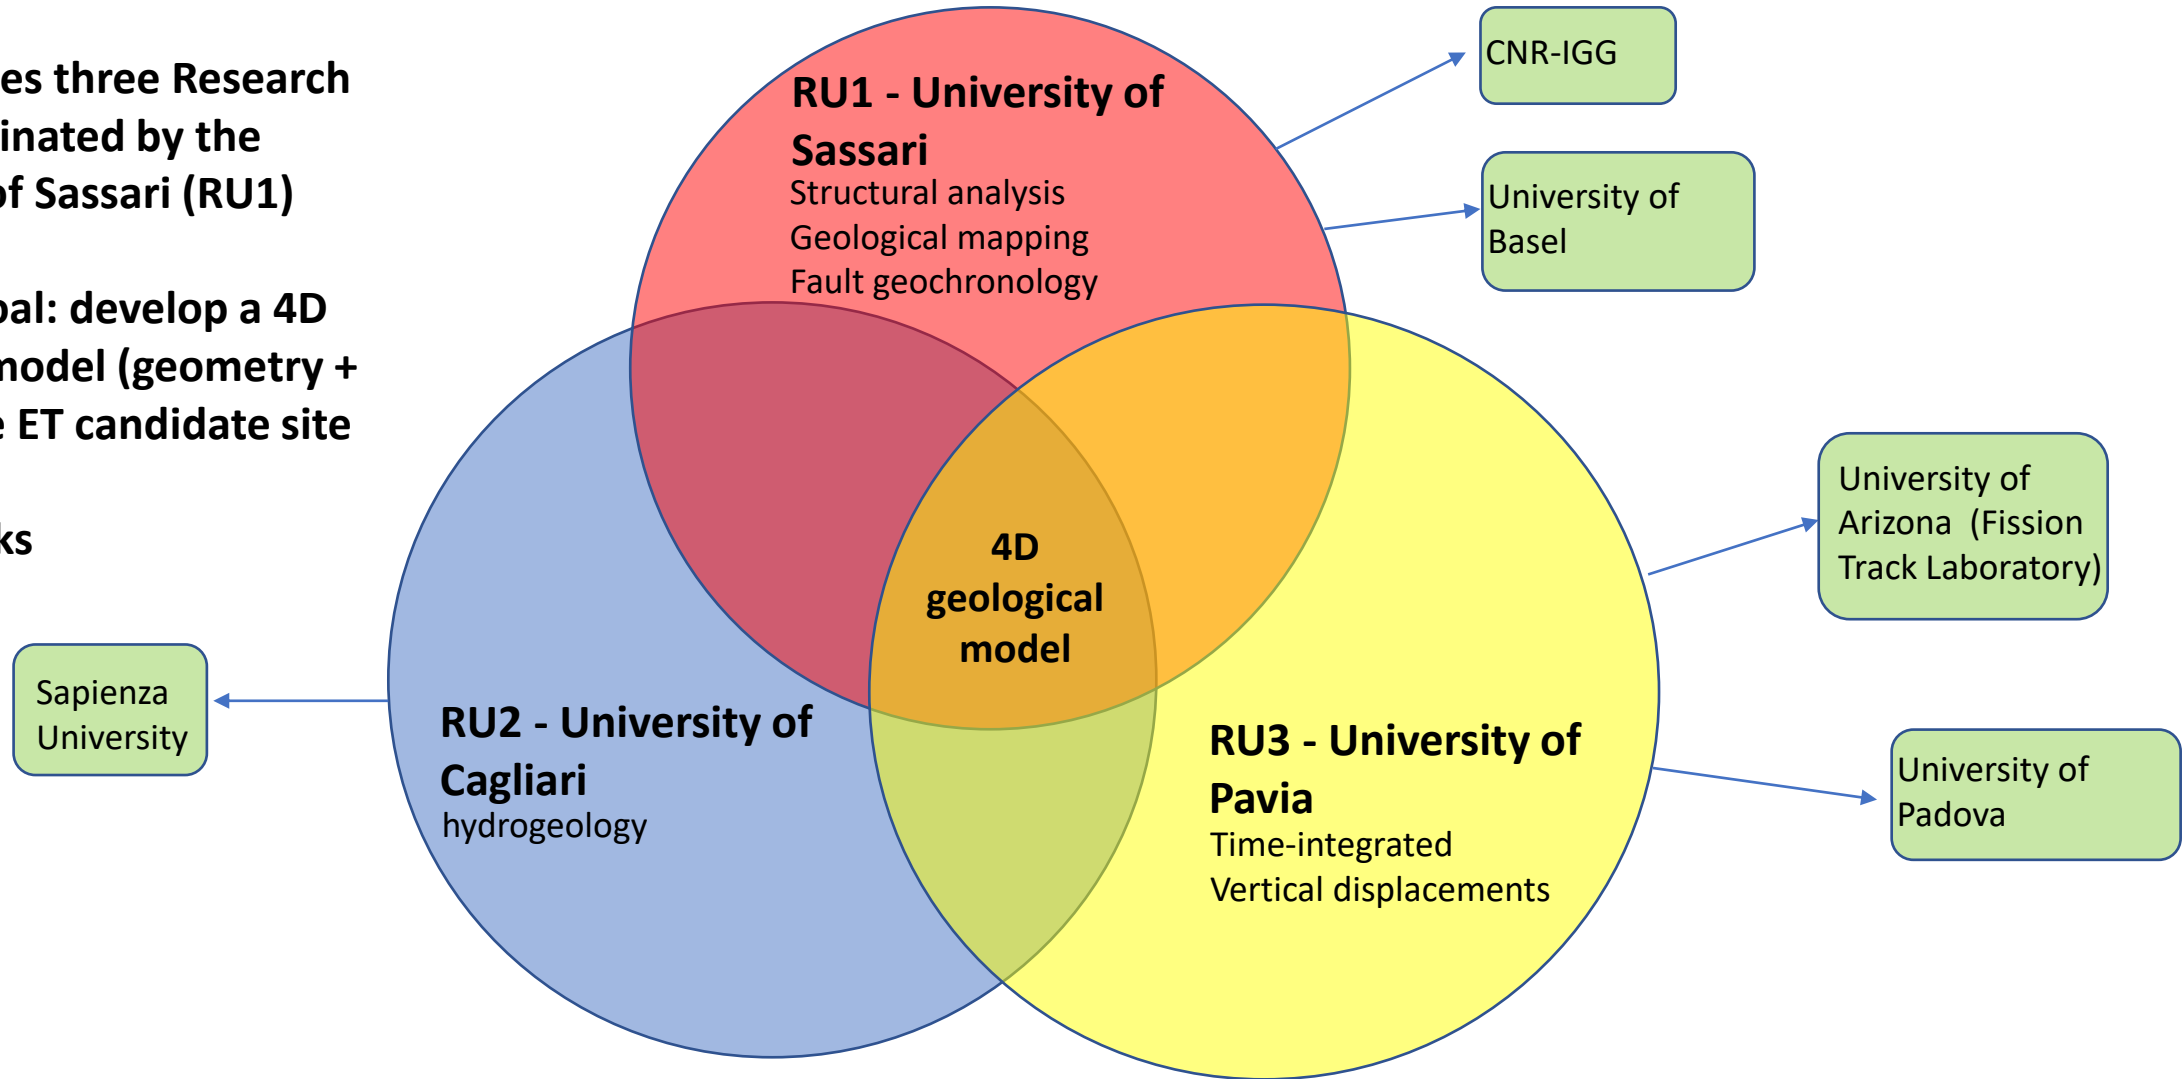 es three Research
inated by the
of Sassari (RU1)
oal: develop a 4D
model (geometry +
e ET candidate site
ks
RU1 - University of
Sassari
Structural analysis
Geological mapping
Fault geochronology
CNR-IGG
University of
Basel
4D
geological
model
University of
Arizona (Fission
Track Laboratory)
Sapienza
University
RU2 - University of
Cagliari
hydrogeology
RU3 - University of
Pavia
Time-integrated
Vertical displacements
University of
Padova